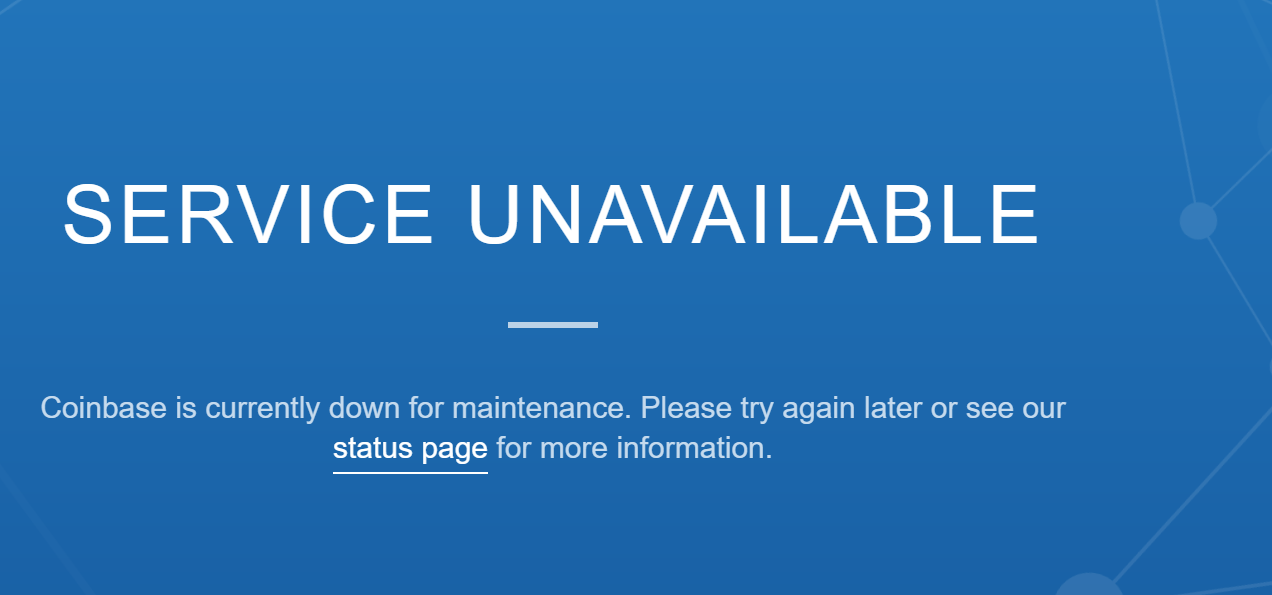 SERVICE UNAVAILABLE
Coinbase is currently down for maintenance. Please try again later or see our
status page for more information.